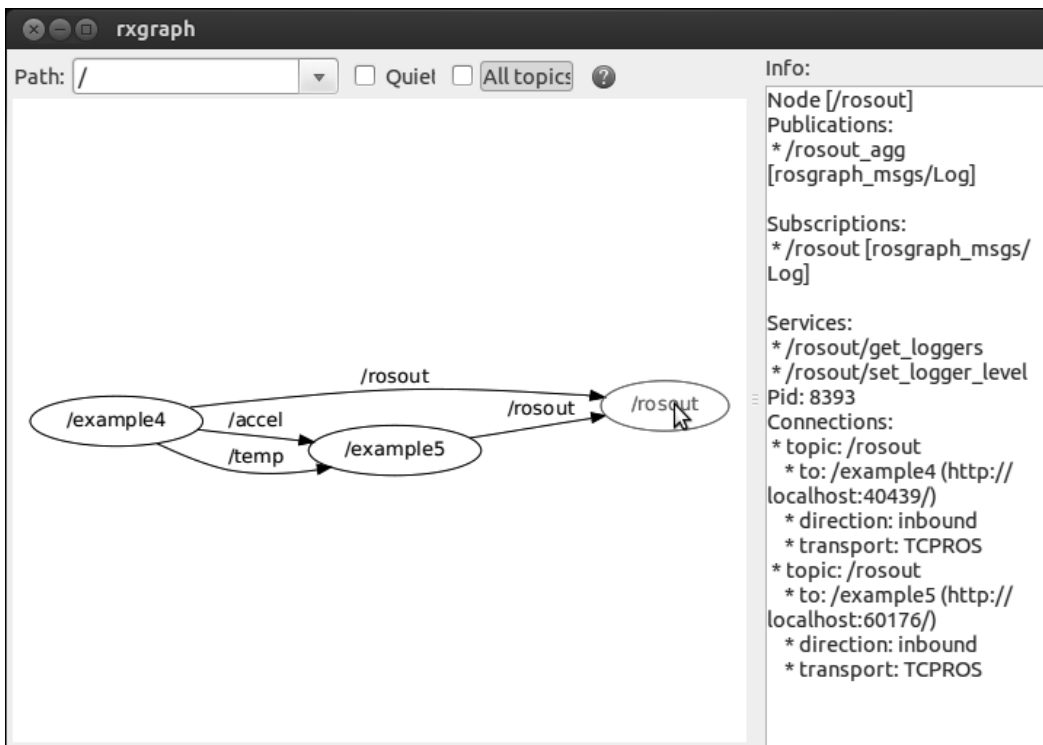 rxgraph
Path: / Quiet All topics ?
/rosout
/example4
/accel
/temp
/example5
/rosout
/rosout
Info:
Node [/rosout]
Publications:
* /rosout_agg
[rosgraph_msgs/Log]
Subscriptions:
* /rosout [rosgraph_msgs/
Log]
Services:
* /rosout/get_loggers
* /rosout/set_logger_level
Pid: 8393
Connections:
* topic: /rosout
* to: /example4 (http://
localhost:40439/)
* direction: inbound
* transport: TCPROS
* topic: /rosout
* to: /example5 (http://
localhost:60176/)
* direction: inbound
* transport: TCPROS